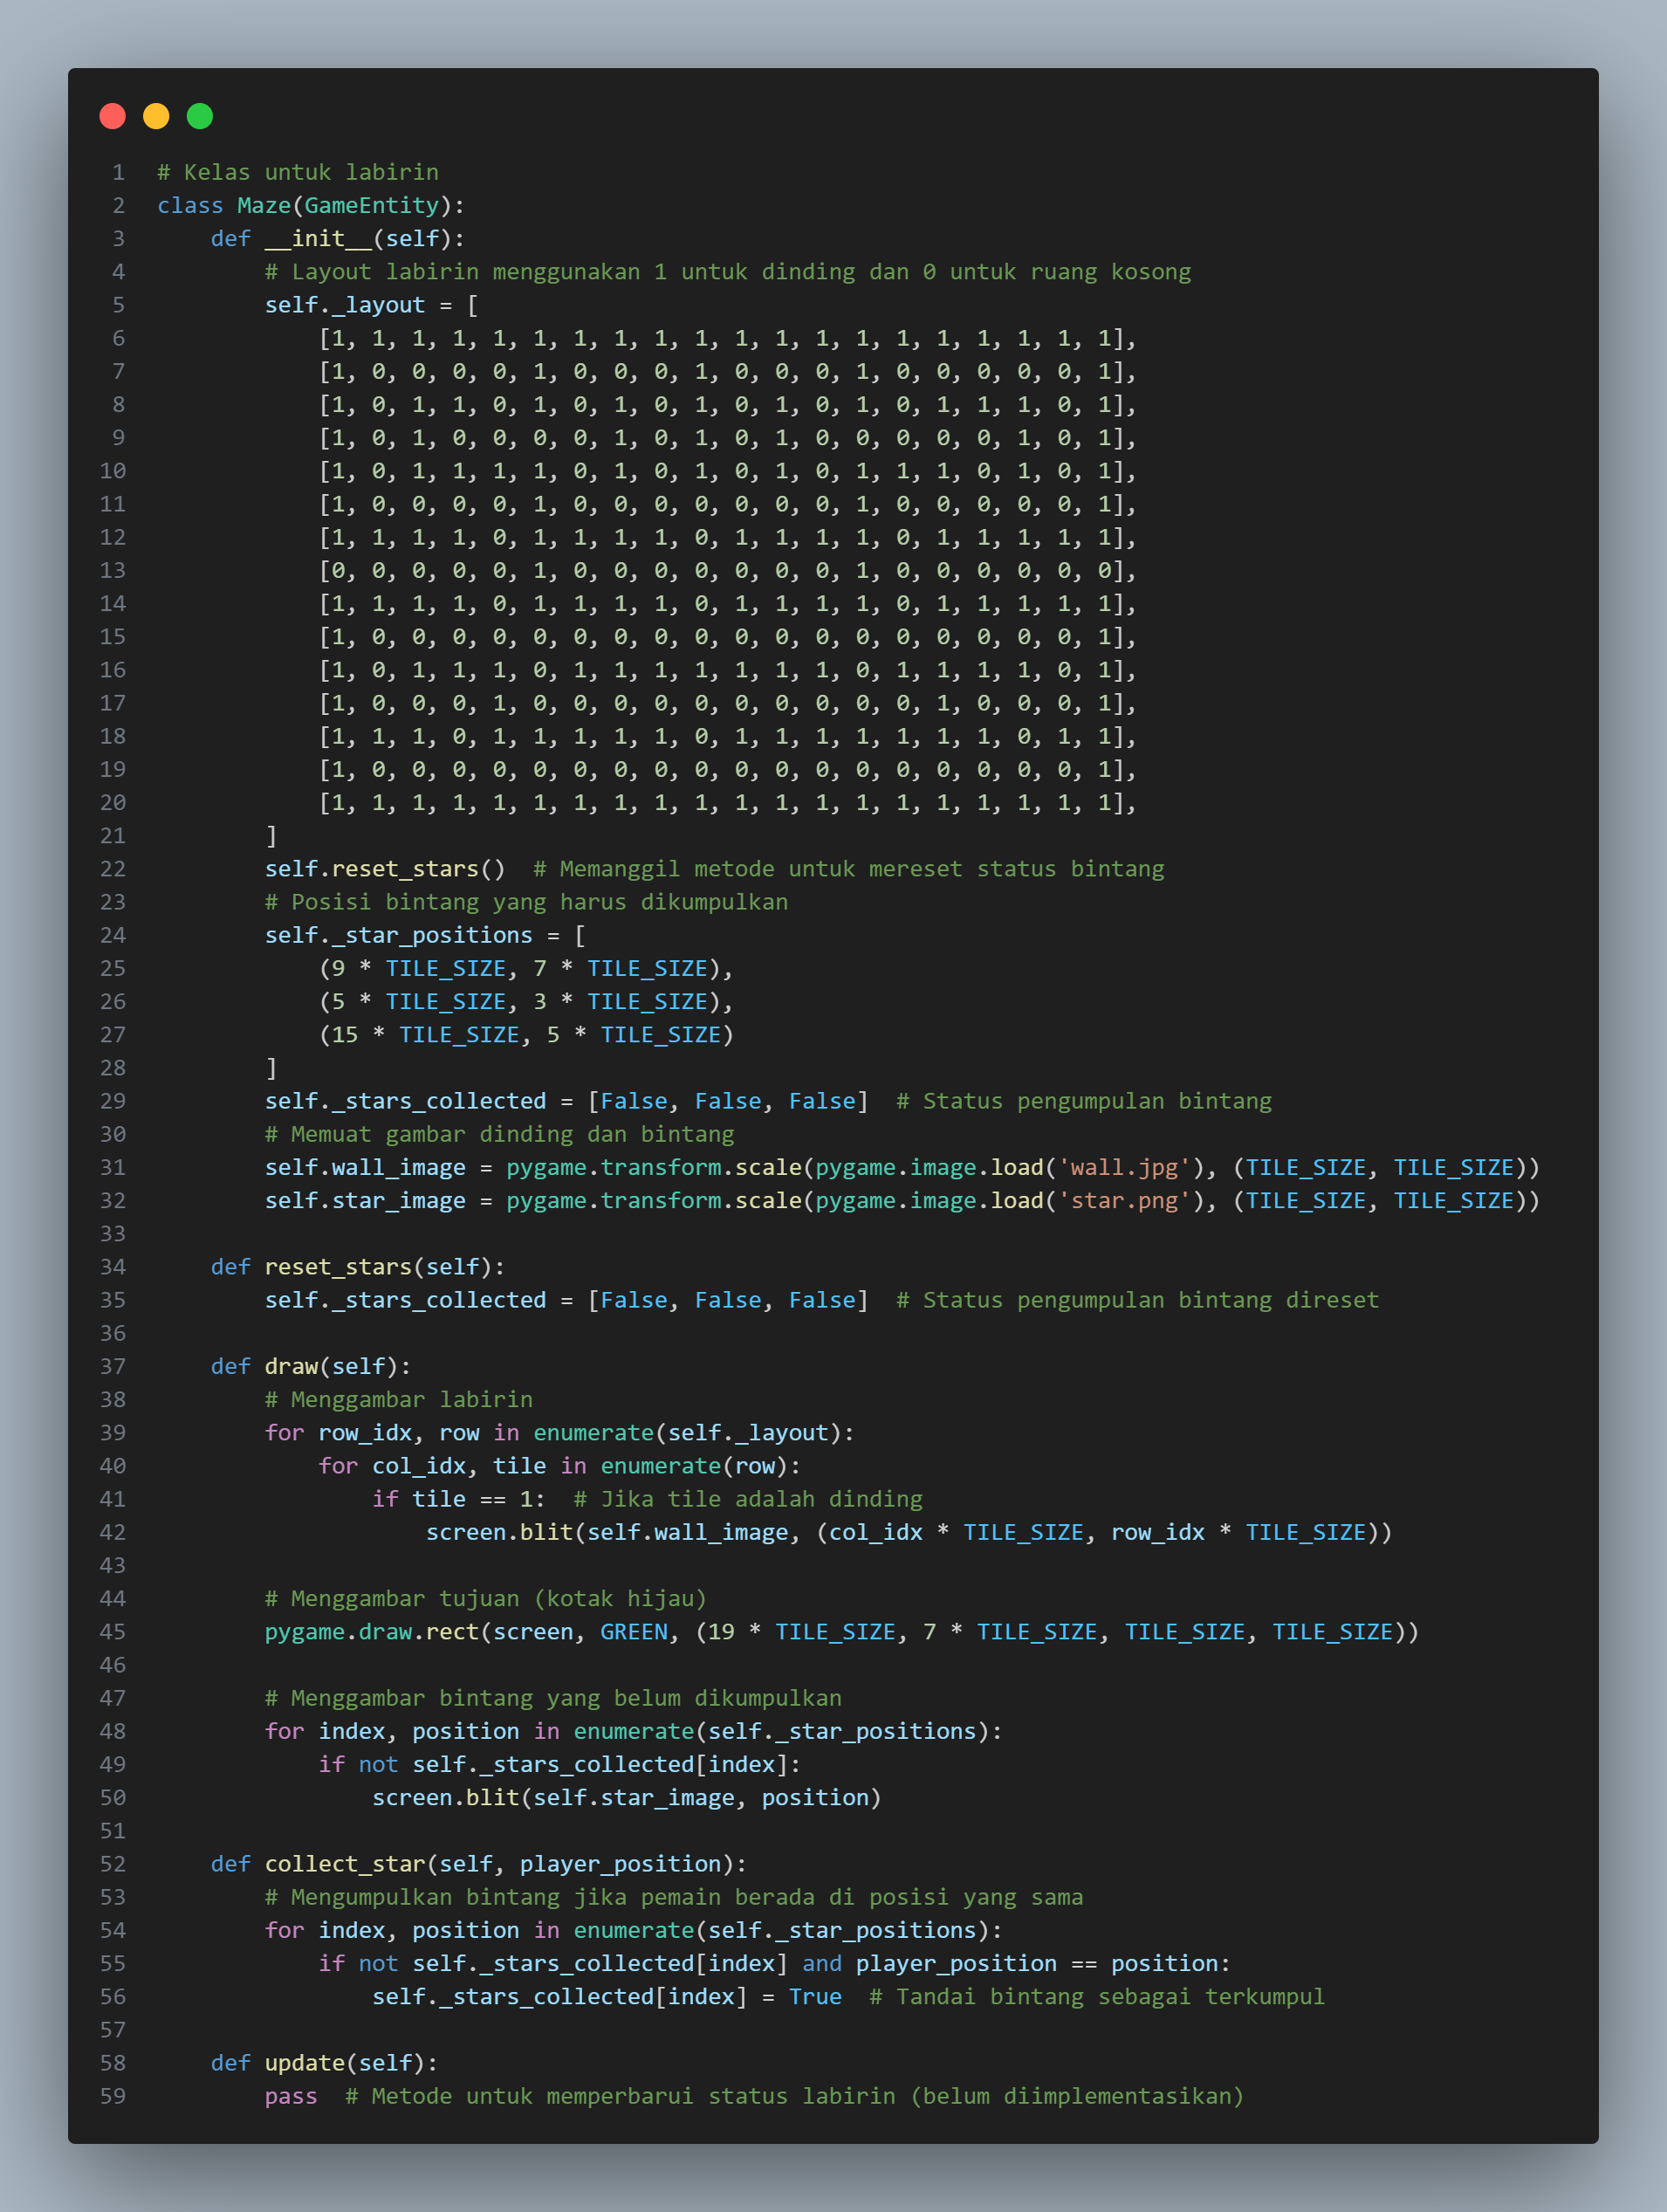 1 # Kelas untuk labirin
2 class Maze(GameEntity):
3     def __init__(self):
4         # Layout labirin menggunakan 1 untuk dinding dan 0 untuk ruang kosong
5         self._layout = [
6             [1, 1, 1, 1, 1, 1, 1, 1, 1, 1, 1, 1, 1, 1, 1, 1, 1, 1, 1, 1],
7             [1, 0, 0, 0, 0, 1, 0, 0, 0, 1, 0, 0, 0, 1, 0, 0, 0, 0, 0, 1],
8             [1, 0, 1, 1, 0, 1, 0, 1, 0, 1, 0, 1, 0, 1, 0, 1, 1, 1, 0, 1],
9             [1, 0, 1, 0, 0, 0, 0, 1, 0, 1, 0, 1, 0, 0, 0, 0, 0, 1, 0, 1],
10             [1, 0, 1, 1, 1, 1, 0, 1, 0, 1, 0, 1, 0, 1, 1, 1, 0, 1, 0, 1],
11             [1, 0, 0, 0, 0, 1, 0, 0, 0, 0, 0, 0, 0, 1, 0, 0, 0, 0, 0, 1],
12             [1, 1, 1, 1, 0, 1, 1, 1, 1, 0, 1, 1, 1, 1, 0, 1, 1, 1, 1, 1],
13             [0, 0, 0, 0, 0, 1, 0, 0, 0, 0, 0, 0, 0, 1, 0, 0, 0, 0, 0, 0],
14             [1, 1, 1, 1, 0, 1, 1, 1, 1, 0, 1, 1, 1, 1, 0, 1, 1, 1, 1, 1],
15             [1, 0, 0, 0, 0, 0, 0, 0, 0, 0, 0, 0, 0, 0, 0, 0, 0, 0, 0, 1],
16             [1, 0, 1, 1, 1, 0, 1, 1, 1, 1, 1, 1, 1, 0, 1, 1, 1, 1, 0, 1],
17             [1, 0, 0, 0, 1, 0, 0, 0, 0, 0, 0, 0, 0, 0, 0, 1, 0, 0, 0, 1],
18             [1, 1, 1, 0, 1, 1, 1, 1, 1, 0, 1, 1, 1, 1, 1, 1, 1, 0, 1, 1],
19             [1, 0, 0, 0, 0, 0, 0, 0, 0, 0, 0, 0, 0, 0, 0, 0, 0, 0, 0, 1],
20             [1, 1, 1, 1, 1, 1, 1, 1, 1, 1, 1, 1, 1, 1, 1, 1, 1, 1, 1, 1],
21         ]
22         self.reset_stars()  # Memanggil metode untuk mereset status bintang
23         # Posisi bintang yang harus dikumpulkan
24         self._star_positions = [
25             (9 * TILE_SIZE, 7 * TILE_SIZE),
26             (5 * TILE_SIZE, 3 * TILE_SIZE),
27             (15 * TILE_SIZE, 5 * TILE_SIZE)
28         ]
29         self._stars_collected = [False, False, False]  # Status pengumpulan bintang
30         # Memuat gambar dinding dan bintang
31         self.wall_image = pygame.transform.scale(pygame.image.load('wall.jpg'), (TILE_SIZE, TILE_SIZE))
32         self.star_image = pygame.transform.scale(pygame.image.load('star.png'), (TILE_SIZE, TILE_SIZE))
33
34     def reset_stars(self):
35         self._stars_collected = [False, False, False]  # Status pengumpulan bintang direset
36
37     def draw(self):
38         # Menggambar labirin
39         for row_idx, row in enumerate(self._layout):
40             for col_idx, tile in enumerate(row):
41                 if tile == 1:  # Jika tile adalah dinding
42                     screen.blit(self.wall_image, (col_idx * TILE_SIZE, row_idx * TILE_SIZE))
43
44         # Menggambar tujuan (kotak hijau)
45         pygame.draw.rect(screen, GREEN, (19 * TILE_SIZE, 7 * TILE_SIZE, TILE_SIZE, TILE_SIZE))
46
47         # Menggambar bintang yang belum dikumpulkan
48         for index, position in enumerate(self._star_positions):
49             if not self._stars_collected[index]:
50                 screen.blit(self.star_image, position)
51
52     def collect_star(self, player_position):
53         # Mengumpulkan bintang jika pemain berada di posisi yang sama
54         for index, position in enumerate(self._star_positions):
55             if not self._stars_collected[index] and player_position == position:
56                 self._stars_collected[index] = True  # Tandai bintang sebagai terkumpul
57
58     def update(self):
59         pass  # Metode untuk memperbarui status labirin (belum diimplementasikan)